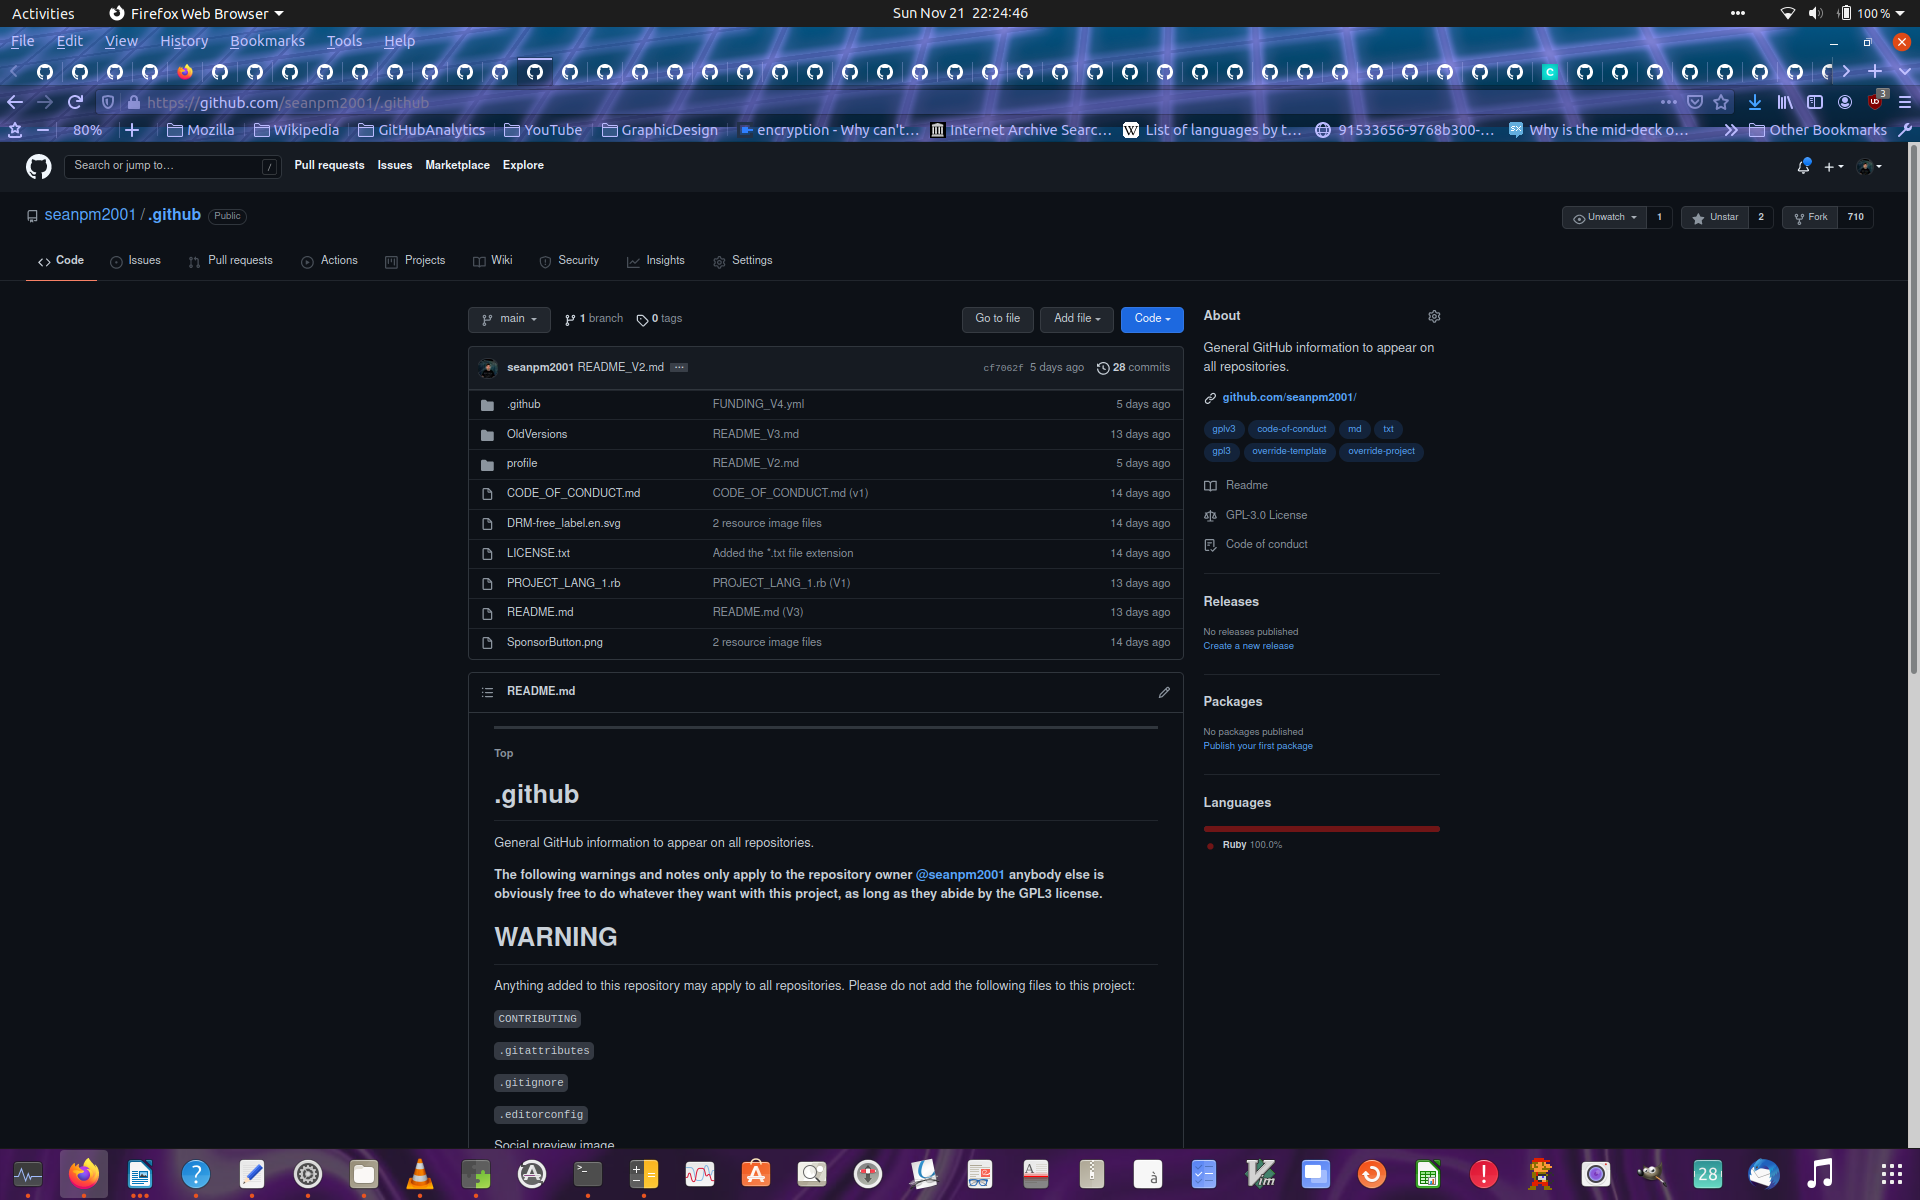 Activities Firefox Web Browser Sun Nov 21 22:24:46 100 %
File Edit View History Bookmarks Tools Help
https://github.com/seanpm2001/.github 3
80% Mozilla Wikipedia GitHubAnalytics YouTube GraphicDesign encryption - Why can't… Internet Archive Searc… List of languages by t… 91533656-9768b300-… Why is the mid-deck o… Other Bookmarks
Search or jump to… / Pull requests Issues Marketplace Explore
seanpm2001 / .github Public Unwatch 1 Unstar 2 Fork 710
Code Issues Pull requests Actions Projects Wiki Security Insights Settings
main 1 branch 0 tags Go to file Add file Code
seanpm2001 README_V2.md … cf7062f 5 days ago 28 commits
.github FUNDING_V4.yml 5 days ago
OldVersions README_V3.md 13 days ago
profile README_V2.md 5 days ago
CODE_OF_CONDUCT.md CODE_OF_CONDUCT.md (v1) 14 days ago
DRM-free_label.en.svg 2 resource image files 14 days ago
LICENSE.txt Added the *.txt file extension 14 days ago
PROJECT_LANG_1.rb PROJECT_LANG_1.rb (V1) 13 days ago
README.md README.md (V3) 13 days ago
SponsorButton.png 2 resource image files 14 days ago
README.md
Top
.github
General GitHub information to appear on all repositories.
The following warnings and notes only apply to the repository owner @seanpm2001 anybody else is
obviously free to do whatever they want with this project, as long as they abide by the GPL3 license.
WARNING
Anything added to this repository may apply to all repositories. Please do not add the following files to this project:
CONTRIBUTING
.gitattributes
.gitignore
.editorconfig
Social preview image
About
General GitHub information to appear on
all repositories.
github.com/seanpm2001/
gplv3 code-of-conduct md txt
gpl3 override-template override-project
Readme
GPL-3.0 License
Code of conduct
Releases
No releases published
Create a new release
Packages
No packages published
Publish your first package
Languages
Ruby 100.0%
28